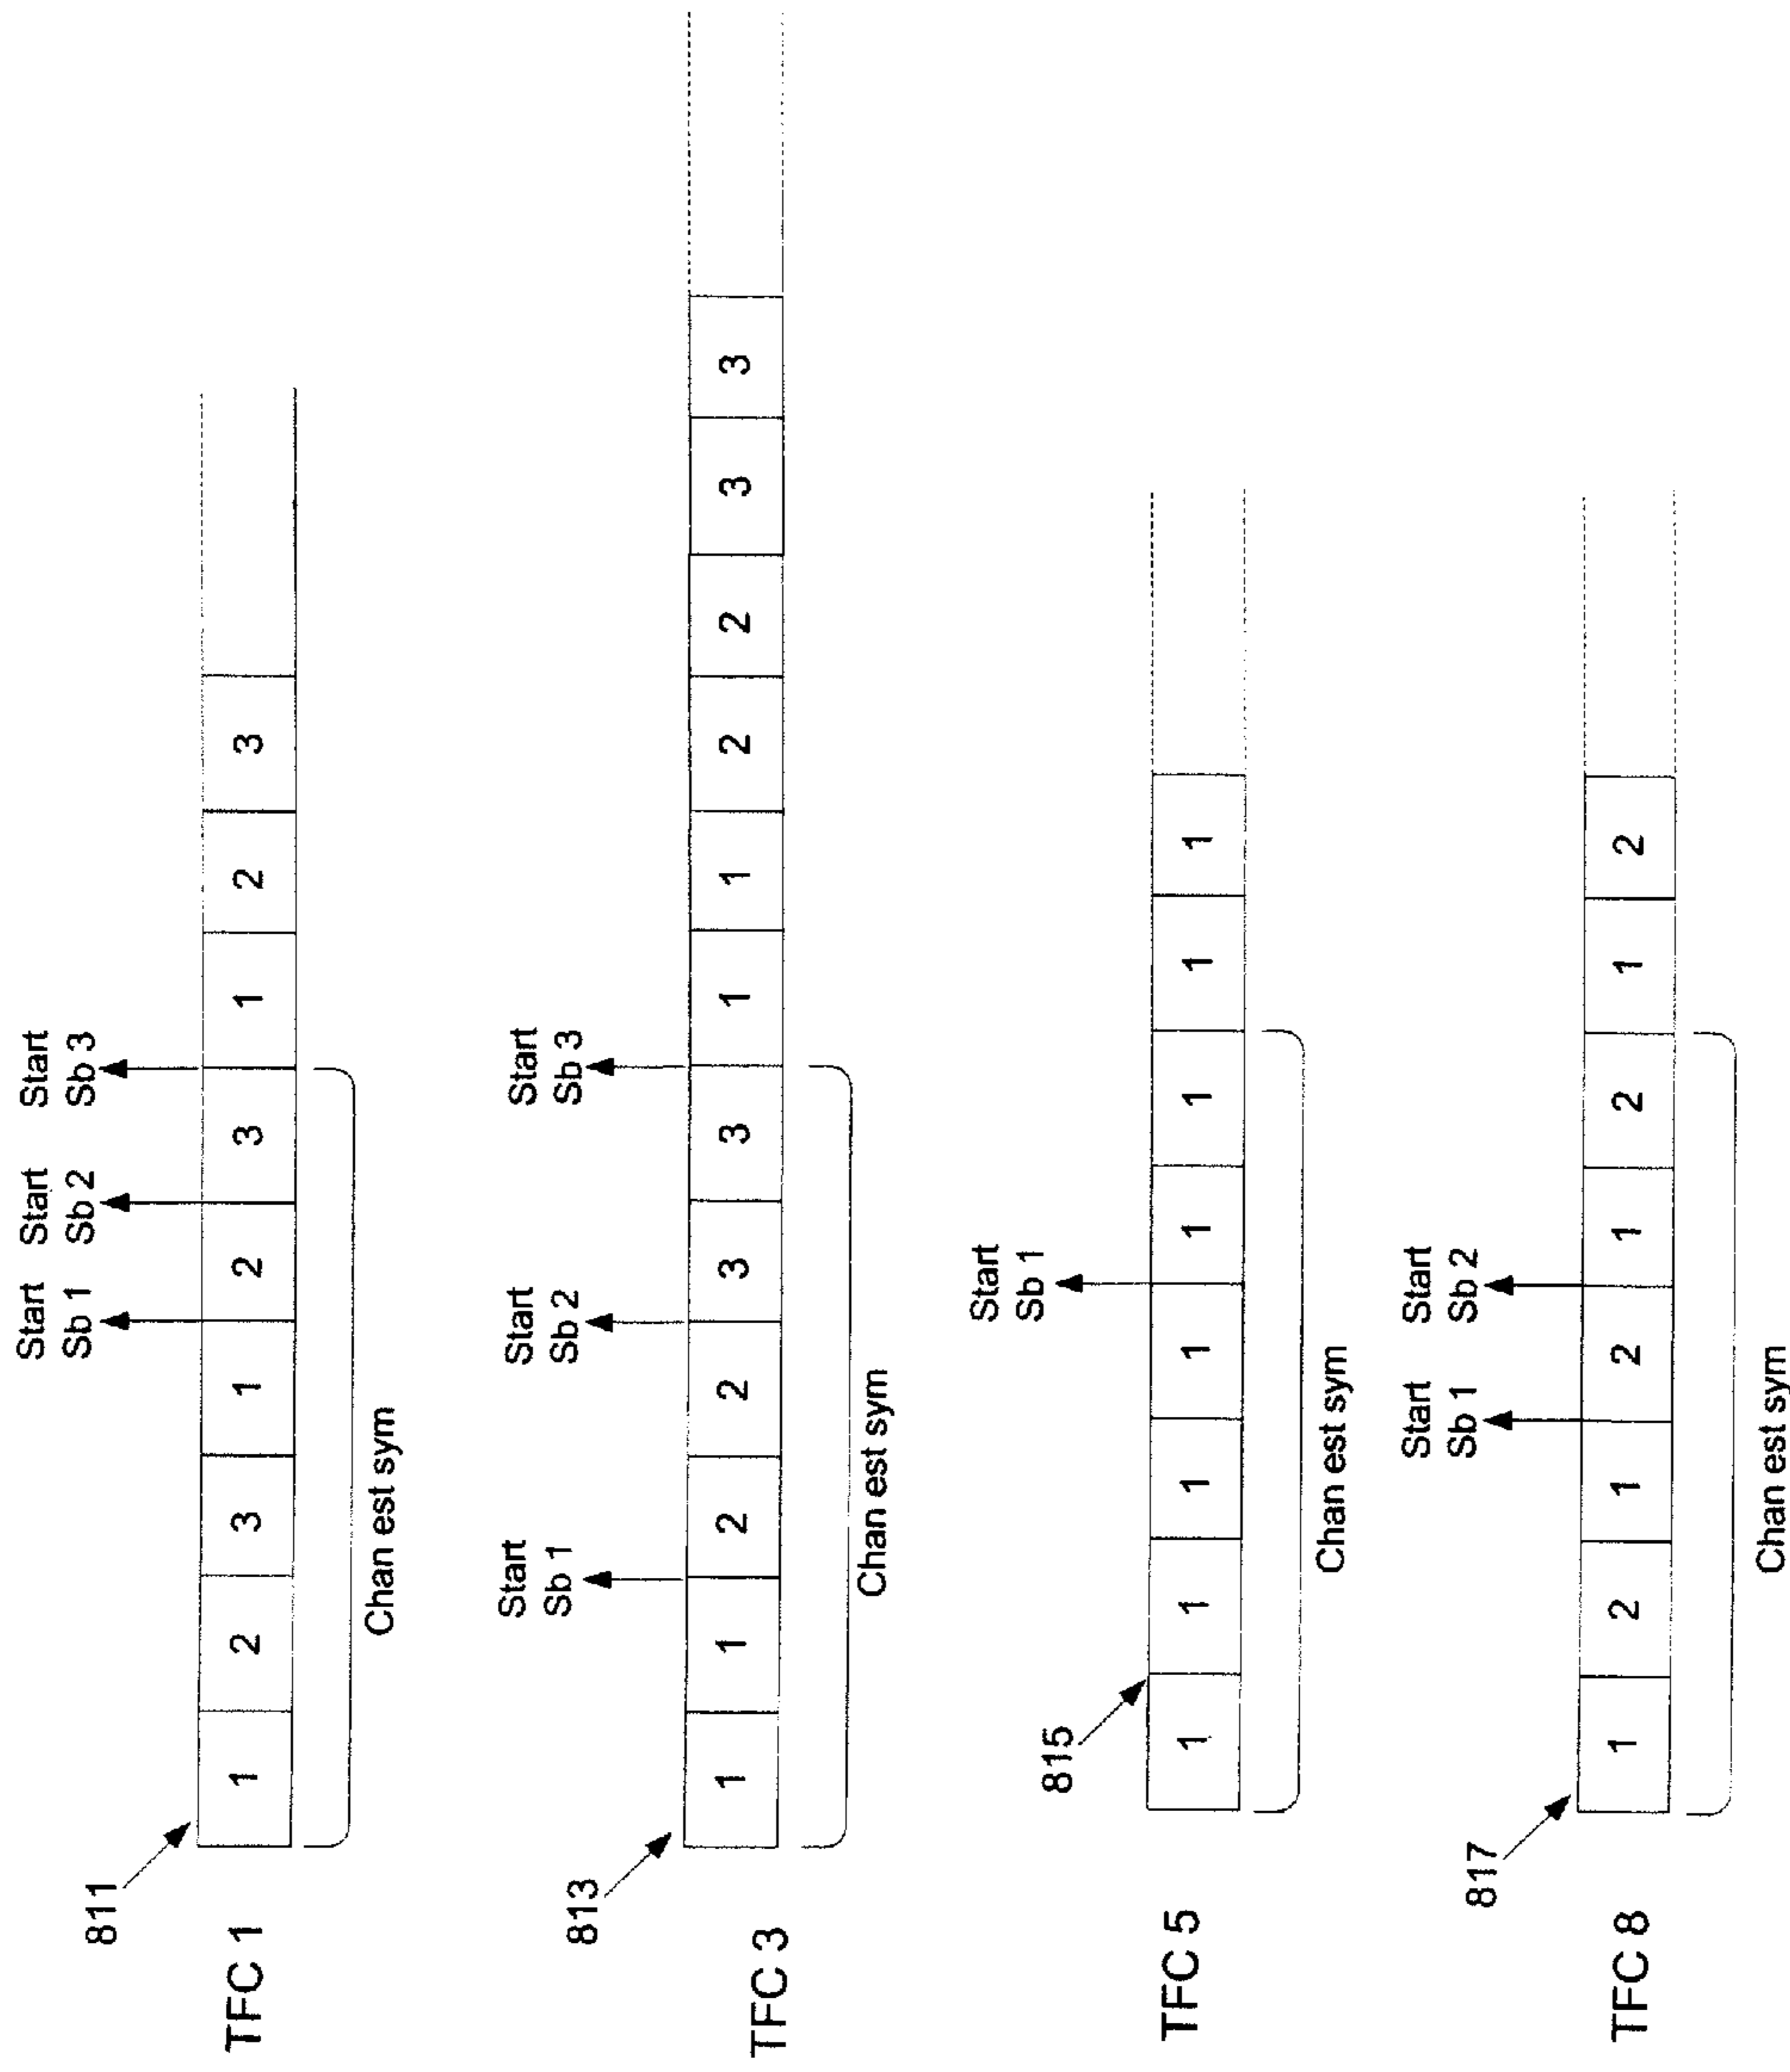 Start Start Start
Sb 1 Sb 2 Sb 3
811
TFC 1
1 2 3 1 2 3 1 2 3
Chan est sym
Start Start Start
Sb 1 Sb 2 Sb 3
813
TFC 3
1 1 2 2 3 3 1 1 2 2 3 3
Chan est sym
Start
Sb 1
815
TFC 5
1 1 1 1 1 1 1 1
Chan est sym
Start Start
Sb 1 Sb 2
817
TFC 8
1 2 1 2 1 2 1 2
Chan est sym